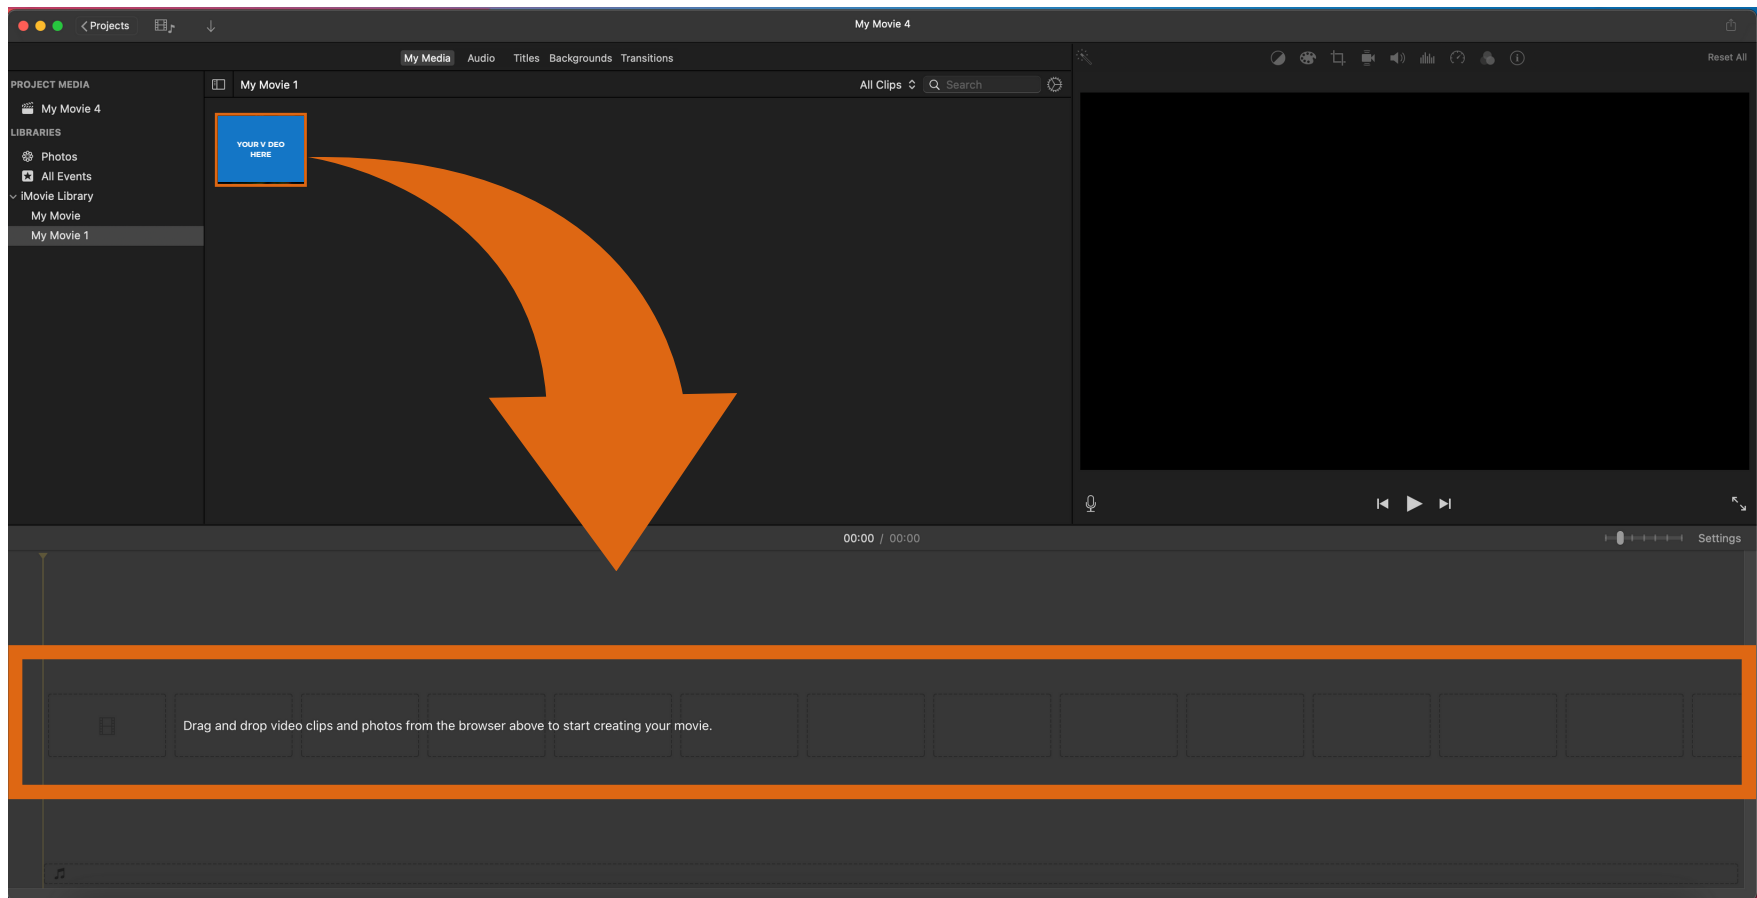 Projects
My Movie 4
My Media Audio Titles Backgrounds Transitions
Reset All
PROJECT MEDIA
My Movie 4
LIBRARIES
Photos
All Events
iMovie Library
My Movie
My Movie 1
My Movie 1
All Clips
Search
YOUR V DEO
HERE
00:00 / 00:00
Settings
Drag and drop video clips and photos from the browser above to start creating your movie.